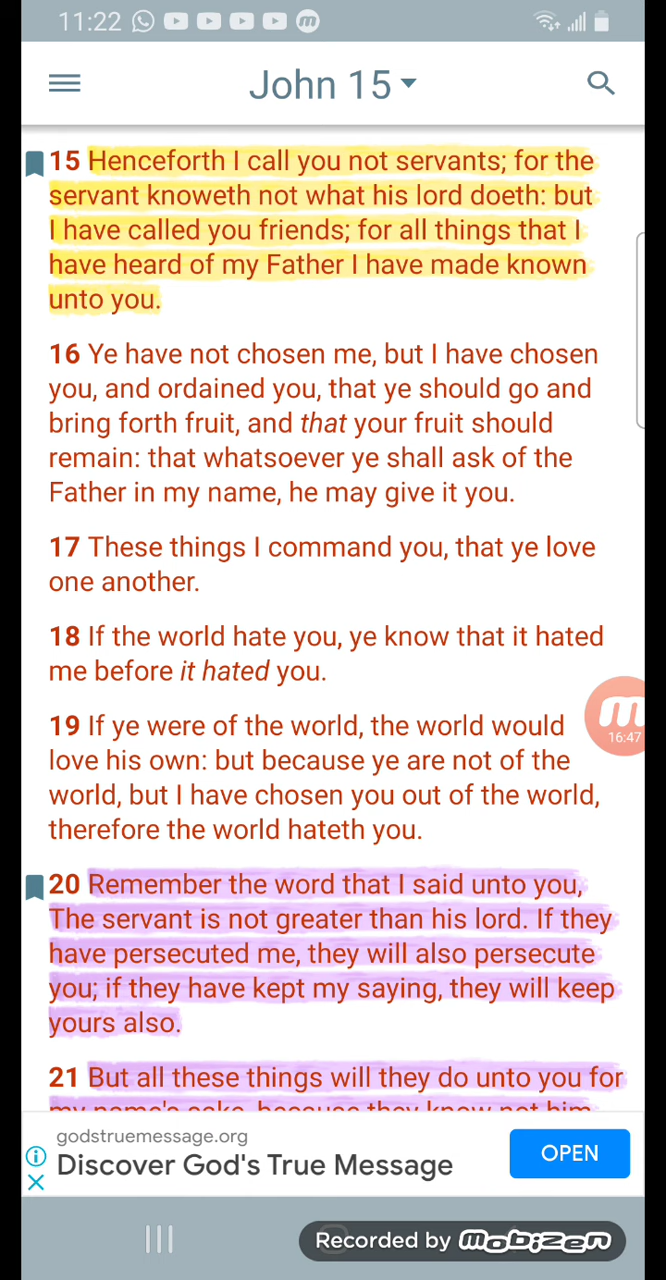 11:22
John 15
15 Henceforth I call you not servants; for the
servant knoweth not what his lord doeth: but
I have called you friends; for all things that I
have heard of my Father I have made known
unto you.
16 Ye have not chosen me, but I have chosen
you, and ordained you, that ye should go and
bring forth fruit, and that your fruit should
remain: that whatsoever ye shall ask of the
Father in my name, he may give it you.
17 These things I command you, that ye love
one another.
18 If the world hate you, ye know that it hated
me before it hated you.
19 If ye were of the world, the world would
love his own: but because ye are not of the
world, but I have chosen you out of the world,
therefore the world hateth you.
20 Remember the word that I said unto you,
The servant is not greater than his lord. If they
have persecuted me, they will also persecute
you; if they have kept my saying, they will keep
yours also.
21 But all these things will they do unto you for
my name's sake, because they know not him
16:47
godstruemessage.org
Discover God's True Message
OPEN
Recorded by mobizen